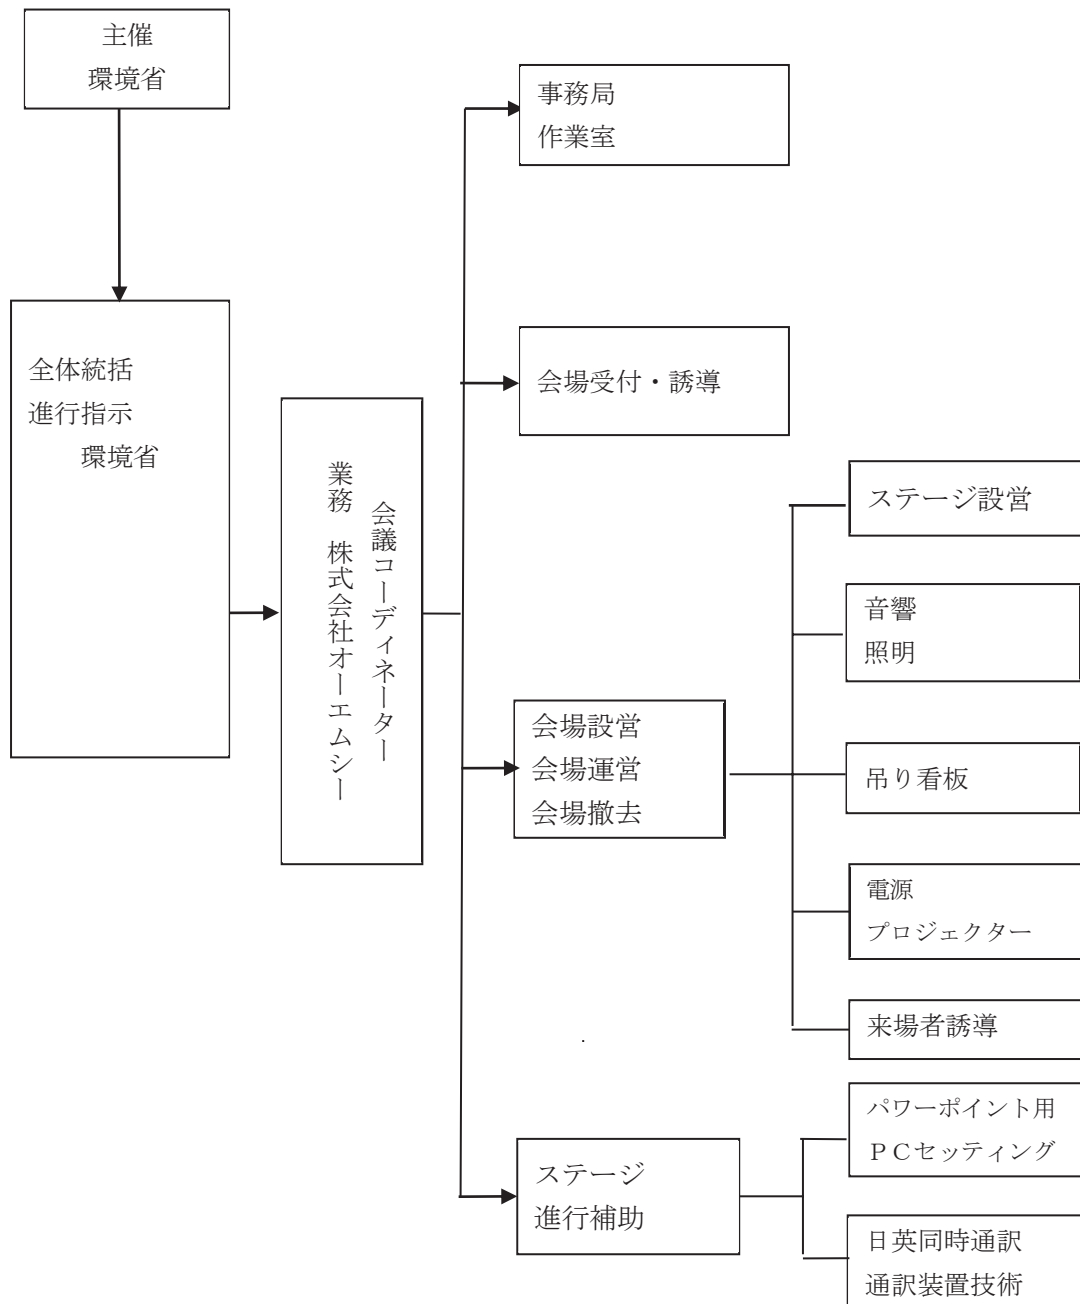 主催
環境省
全体統括
進行指示
環境省
会議コーディネーター
業務　株式会社オーエムシー
事務局
作業室
会場受付・誘導
会場設営
会場運営
会場撤去
ステージ
進行補助
ステージ設営
音響
照明
吊り看板
電源
プロジェクター
来場者誘導
パワーポイント用
ＰＣセッティング
日英同時通訳
通訳装置技術